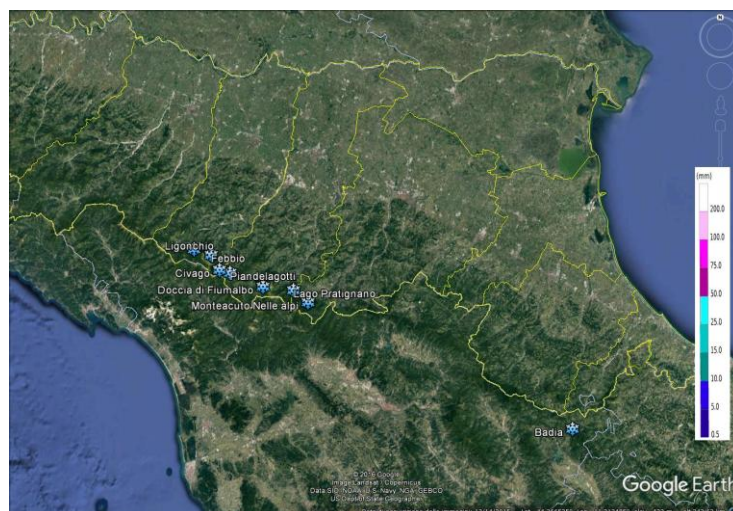 N
(mm)
200.0
100.0
75.0
50.0
25.0
15.0
10.0
5.0
0.5
Ligonchio
Febbio
Civago
Piandelagotti
Doccia di Fiumalbo
Lago Pratignano
Monteacuto Nelle alpi
Badia
© 2016 Google
Image Landsat / Copernicus
Data SIO, NOAA, U.S. Navy, NGA, GEBCO
US Dept of State Geographer
Google Earth